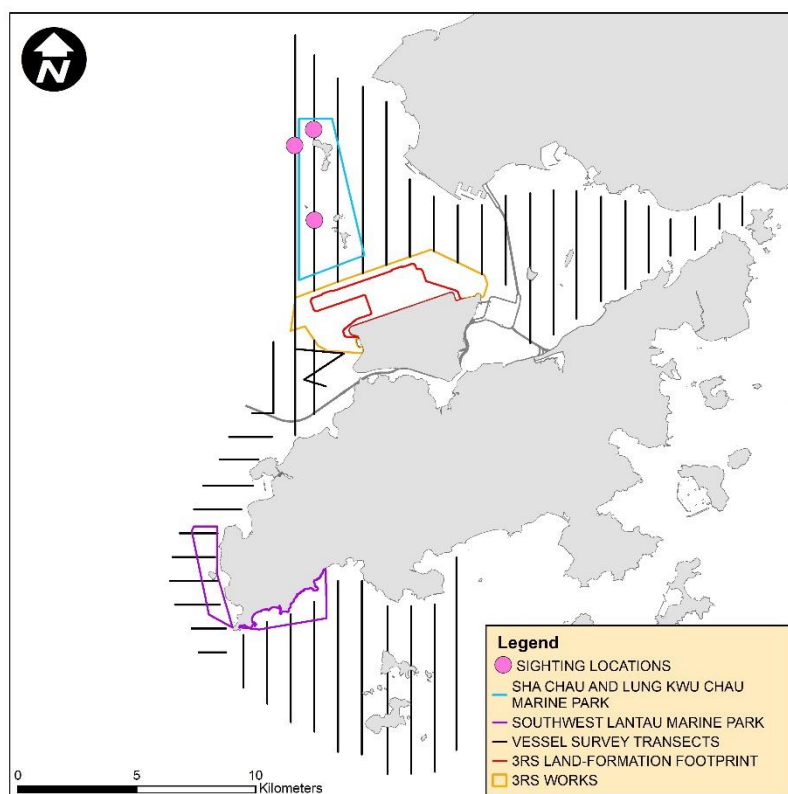 N
Legend
SIGHTING LOCATIONS
SHA CHAU AND LUNG KWU CHAU
MARINE PARK
SOUTHWEST LANTAU MARINE PARK
VESSEL SURVEY TRANSECTS
3RS LAND-FORMATION FOOTPRINT
3RS WORKS
0 5 10
Kilometers